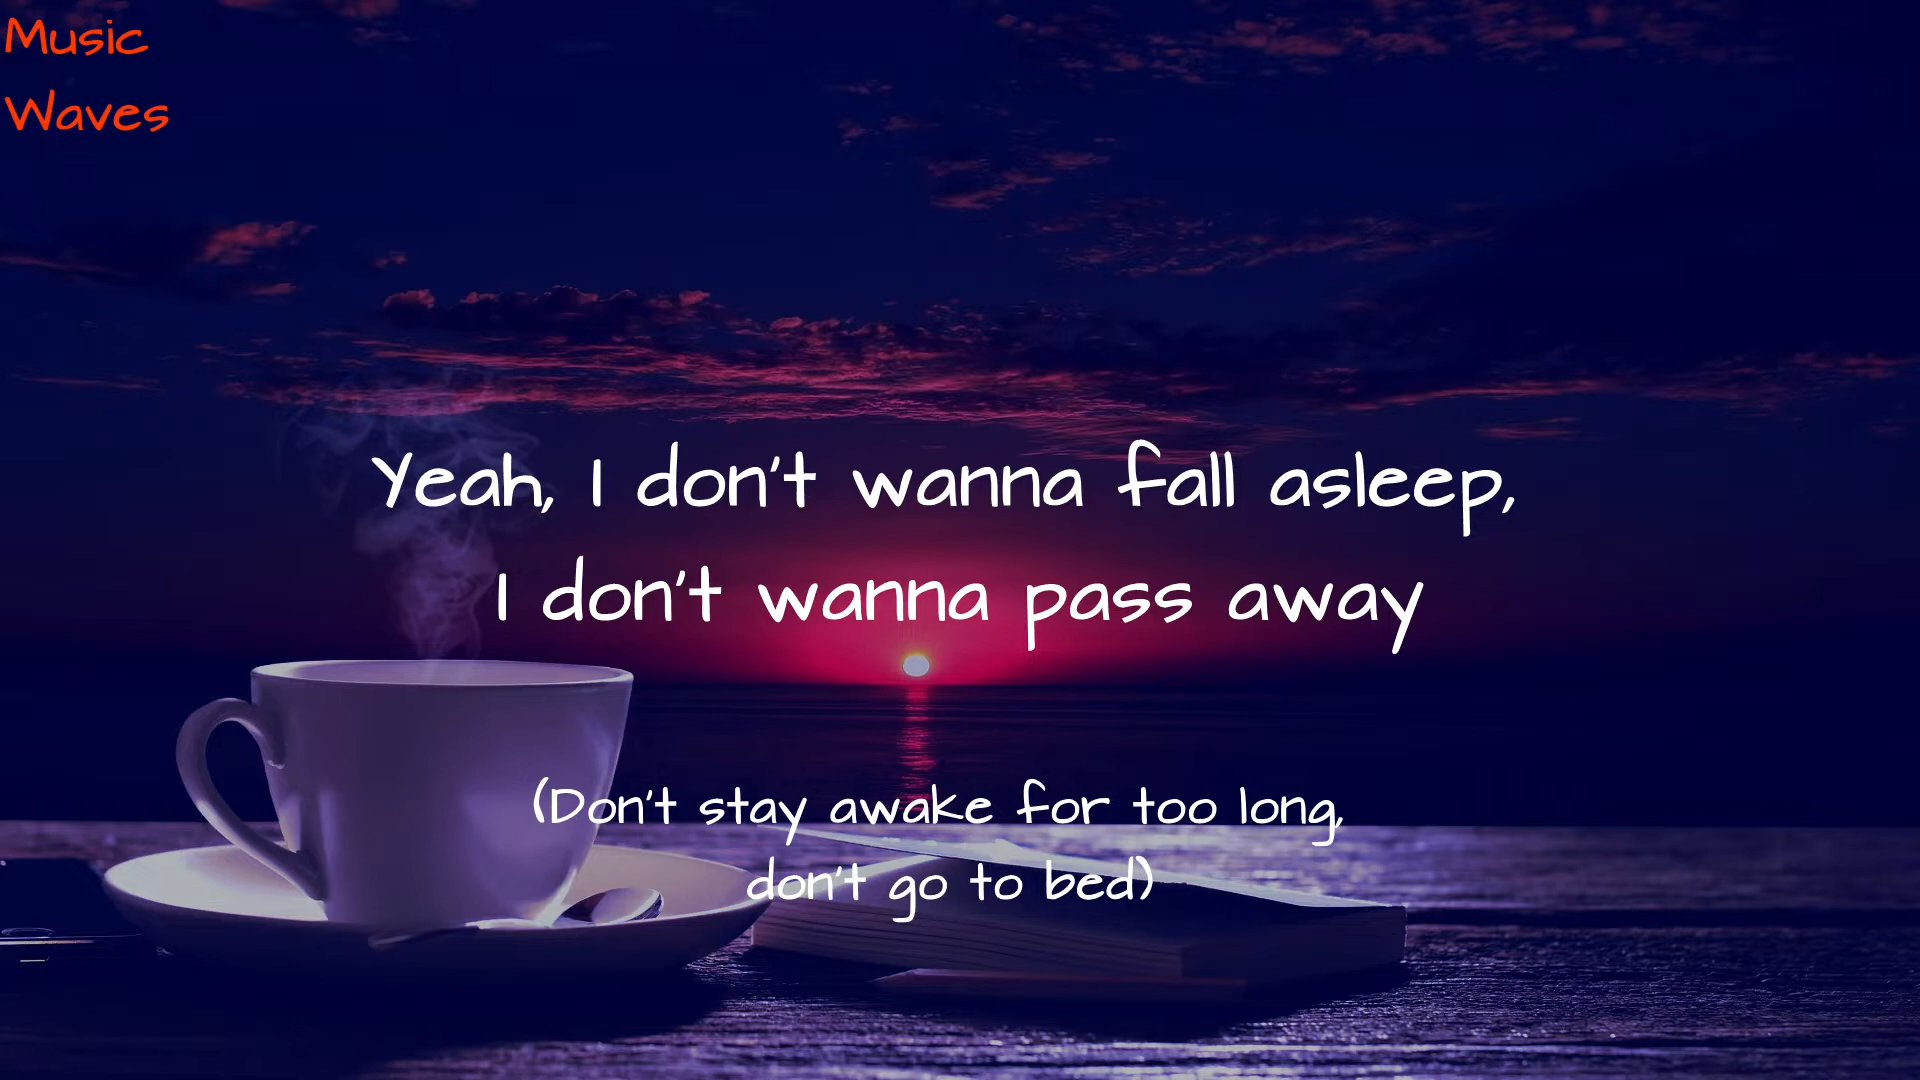 Music
Waves
Yeah, I don't wanna fall asleep,
I don't wanna pass away
(Don't stay awake for too long,
don't go to bed)